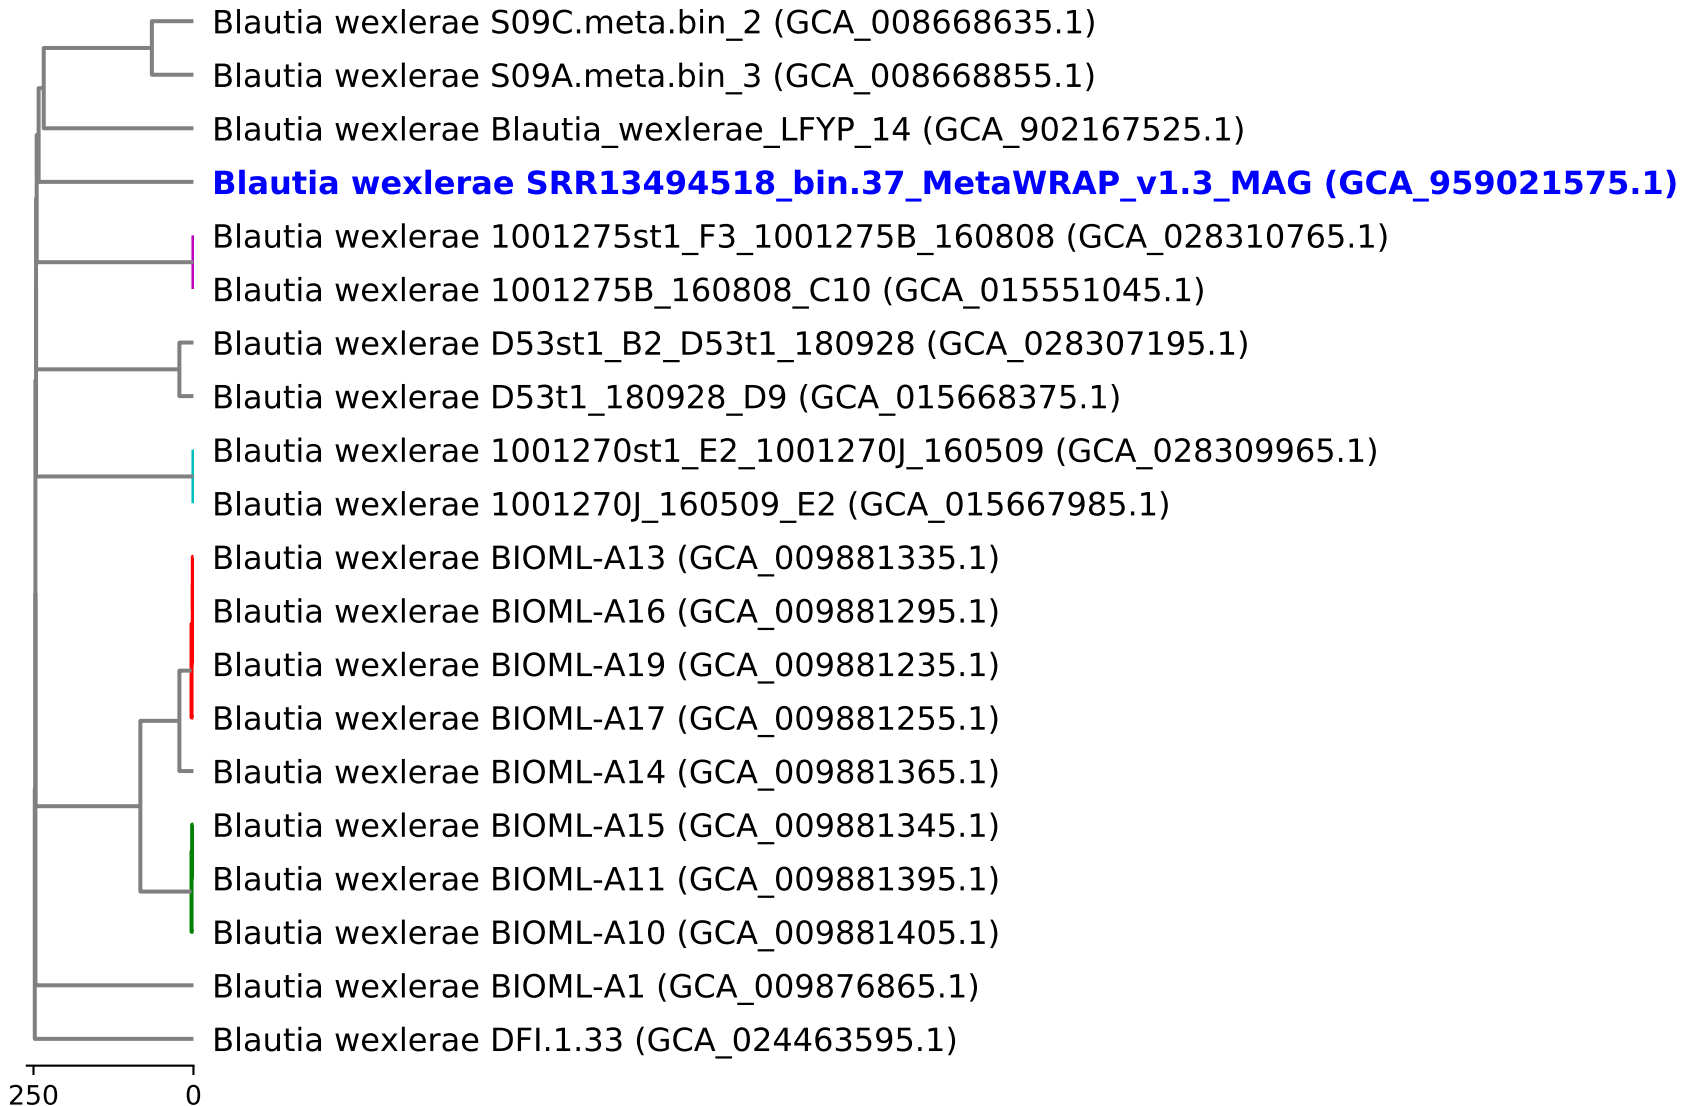 Blautia wexlerae S09C.meta.bin_2 (GCA_008668635.1)
Blautia wexlerae S09A.meta.bin_3 (GCA_008668855.1)
Blautia wexlerae Blautia_wexlerae_LFYP_14 (GCA_902167525.1)
Blautia wexlerae SRR13494518_bin.37_MetaWRAP_v1.3_MAG (GCA_959021575.1)
Blautia wexlerae 1001275st1_F3_1001275B_160808 (GCA_028310765.1)
Blautia wexlerae 1001275B_160808_C10 (GCA_015551045.1)
Blautia wexlerae D53st1_B2_D53t1_180928 (GCA_028307195.1)
Blautia wexlerae D53t1_180928_D9 (GCA_015668375.1)
Blautia wexlerae 1001270st1_E2_1001270J_160509 (GCA_028309965.1)
Blautia wexlerae 1001270J_160509_E2 (GCA_015667985.1)
Blautia wexlerae BIOML-A13 (GCA_009881335.1)
Blautia wexlerae BIOML-A16 (GCA_009881295.1)
Blautia wexlerae BIOML-A19 (GCA_009881235.1)
Blautia wexlerae BIOML-A17 (GCA_009881255.1)
Blautia wexlerae BIOML-A14 (GCA_009881365.1)
Blautia wexlerae BIOML-A15 (GCA_009881345.1)
Blautia wexlerae BIOML-A11 (GCA_009881395.1)
Blautia wexlerae BIOML-A10 (GCA_009881405.1)
Blautia wexlerae BIOML-A1 (GCA_009876865.1)
Blautia wexlerae DFI.1.33 (GCA_024463595.1)
250 0